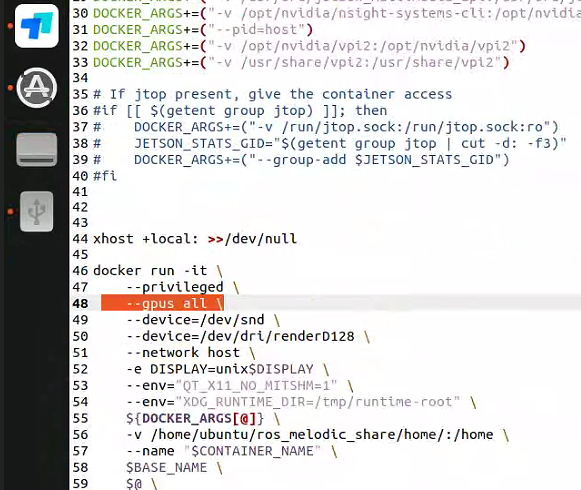 30 DOCKER_ARGS+=("-v /opt/nvidia/nsight-systems-cli:/opt/nvidia
31 DOCKER_ARGS+=("--pid=host")
32 DOCKER_ARGS+=("-v /opt/nvidia/vpi2:/opt/nvidia/vpi2")
33 DOCKER_ARGS+=("-v /usr/share/vpi2:/usr/share/vpi2")
34
35 # If jtop present, give the container access
36 #if [[ $(getent group jtop) ]]; then
37 #    DOCKER_ARGS+=("-v /run/jtop.sock:/run/jtop.sock:ro")
38 #    JETSON_STATS_GID="$(getent group jtop | cut -d: -f3)"
39 #    DOCKER_ARGS+=("--group-add $JETSON_STATS_GID")
40 #fi
41
42
43
44 xhost +local: >>/dev/null
45
46 docker run -it \
47     --privileged \
48     --gpus all \
49     --device=/dev/snd \
50     --device=/dev/dri/renderD128 \
51     --network host \
52     -e DISPLAY=unix$DISPLAY \
53     --env="QT_X11_NO_MITSHM=1" \
54     --env="XDG_RUNTIME_DIR=/tmp/runtime-root" \
55     ${DOCKER_ARGS[@]} \
56     -v /home/ubuntu/ros_melodic_share/home/:/home \
57     --name "$CONTAINER_NAME" \
58     $BASE_NAME \
59     $@ \